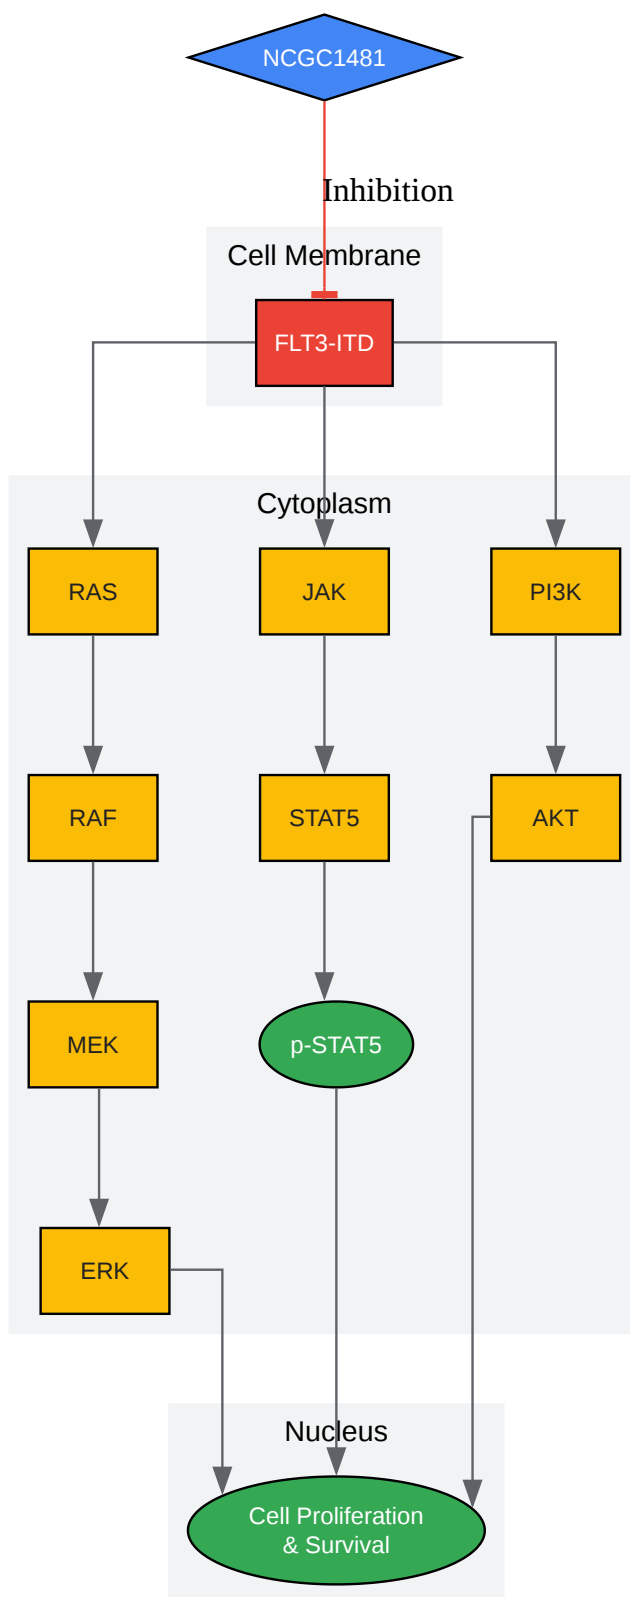 NCGC1481
Inhibition
Cell Membrane
FLT3-ITD
Cytoplasm
RAS
JAK
PI3K
RAF
STAT5
AKT
MEK
p-STAT5
ERK
Nucleus
Cell Proliferation
& Survival